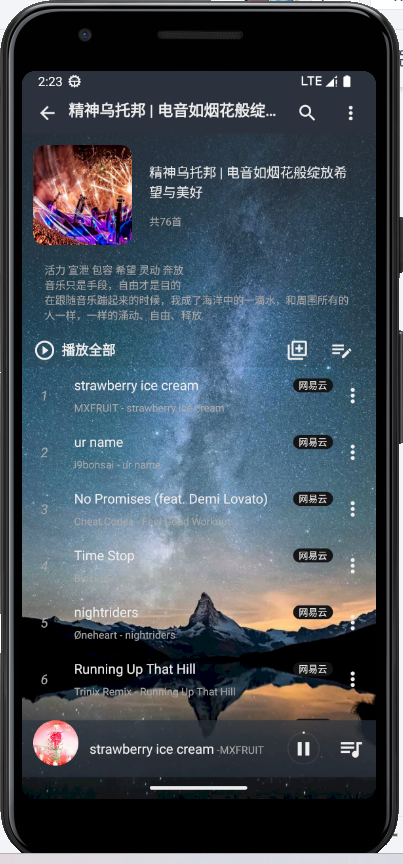 2:23
LTE
精神乌托邦 | 电音如烟花般绽...
精神乌托邦 | 电音如烟花般绽放希
望与美好
共76首
活力 宣泄 包容 希望 灵动 奔放
音乐只是手段，自由才是目的
在跟随音乐蹦起来的时候，我成了海洋中的一滴水，和周围所有的
人一样，一样的涌动、自由、释放
播放全部
1 strawberry ice cream 网易云
MXFRUIT - strawberry ice cream
2 ur name 网易云
l9bonsai - ur name
3 No Promises (feat. Demi Lovato) 网易云
Cheat Codes - Feel Good Workout
4 Time Stop 网易云
5 nightriders 网易云
Øneheart - nightriders
6 Running Up That Hill 网易云
Trinix Remix - Running Up That Hill
strawberry ice cream -MXFRUIT